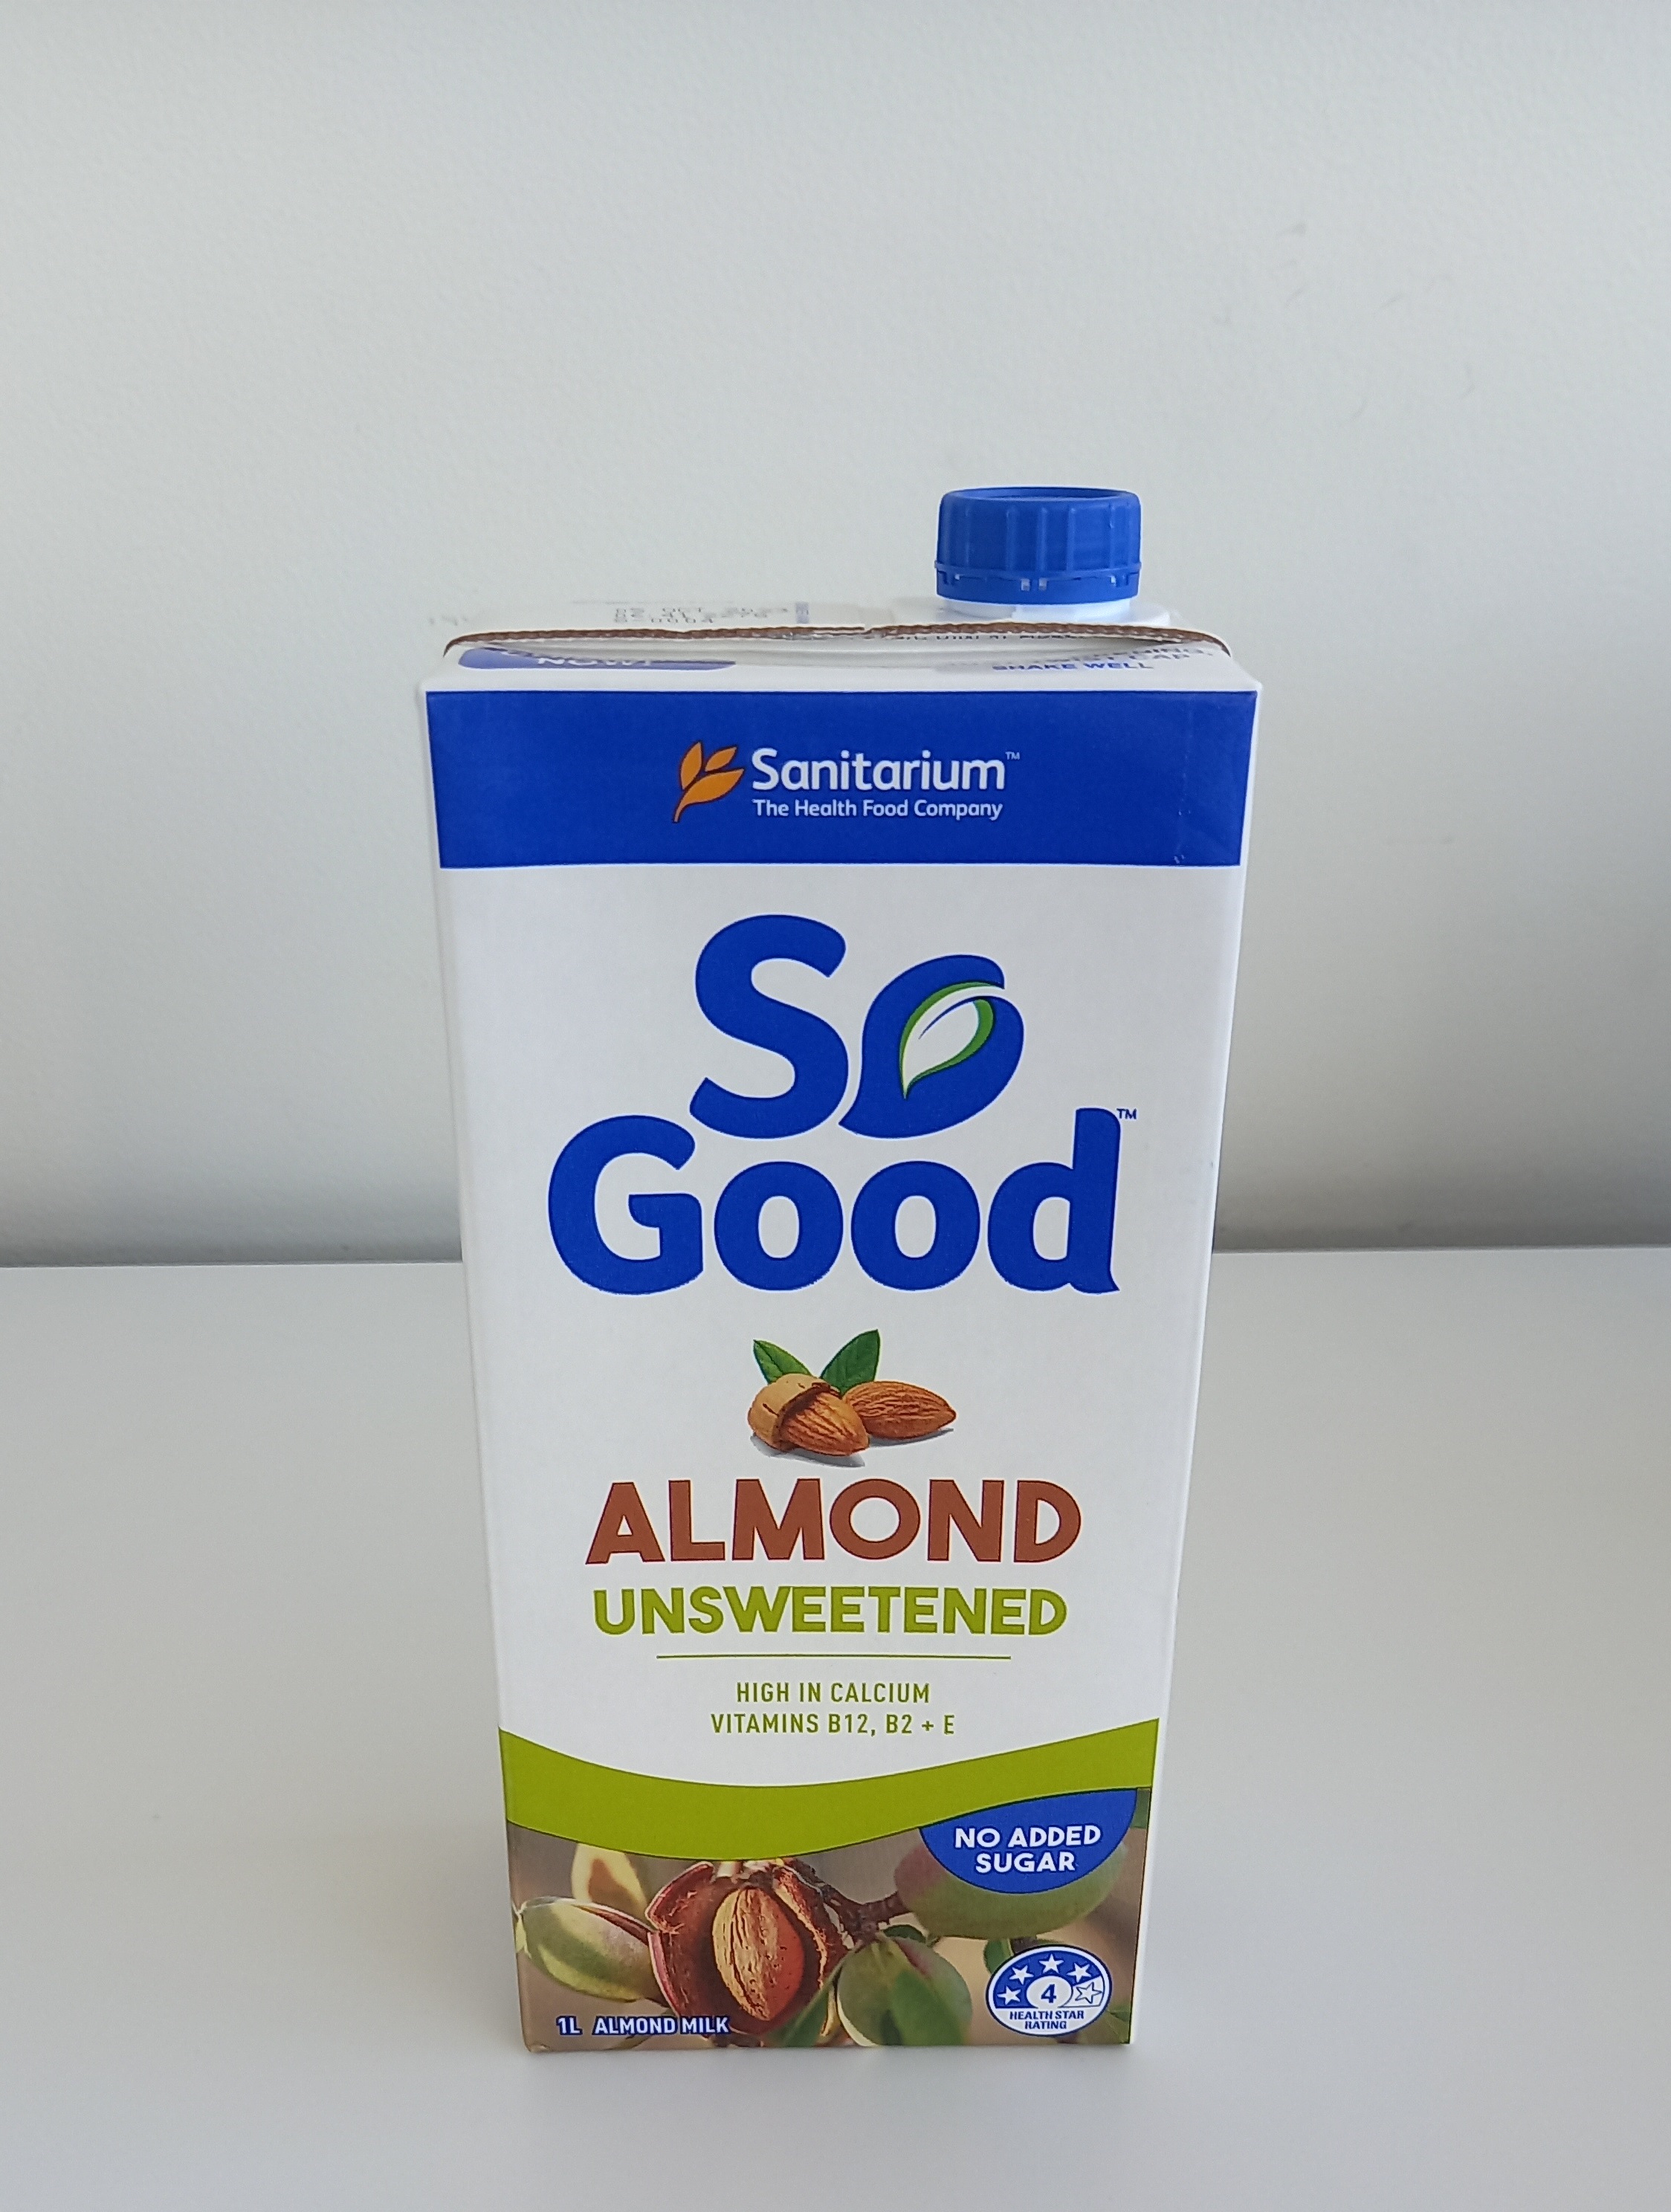 NOW!
SHAKE WELL
Sanitarium™
The Health Food Company
So
Good™
ALMOND
UNSWEETENED
HIGH IN CALCIUM
VITAMINS B12, B2 + E
NO ADDED
SUGAR
4
HEALTH STAR
RATING
1L ALMOND MILK